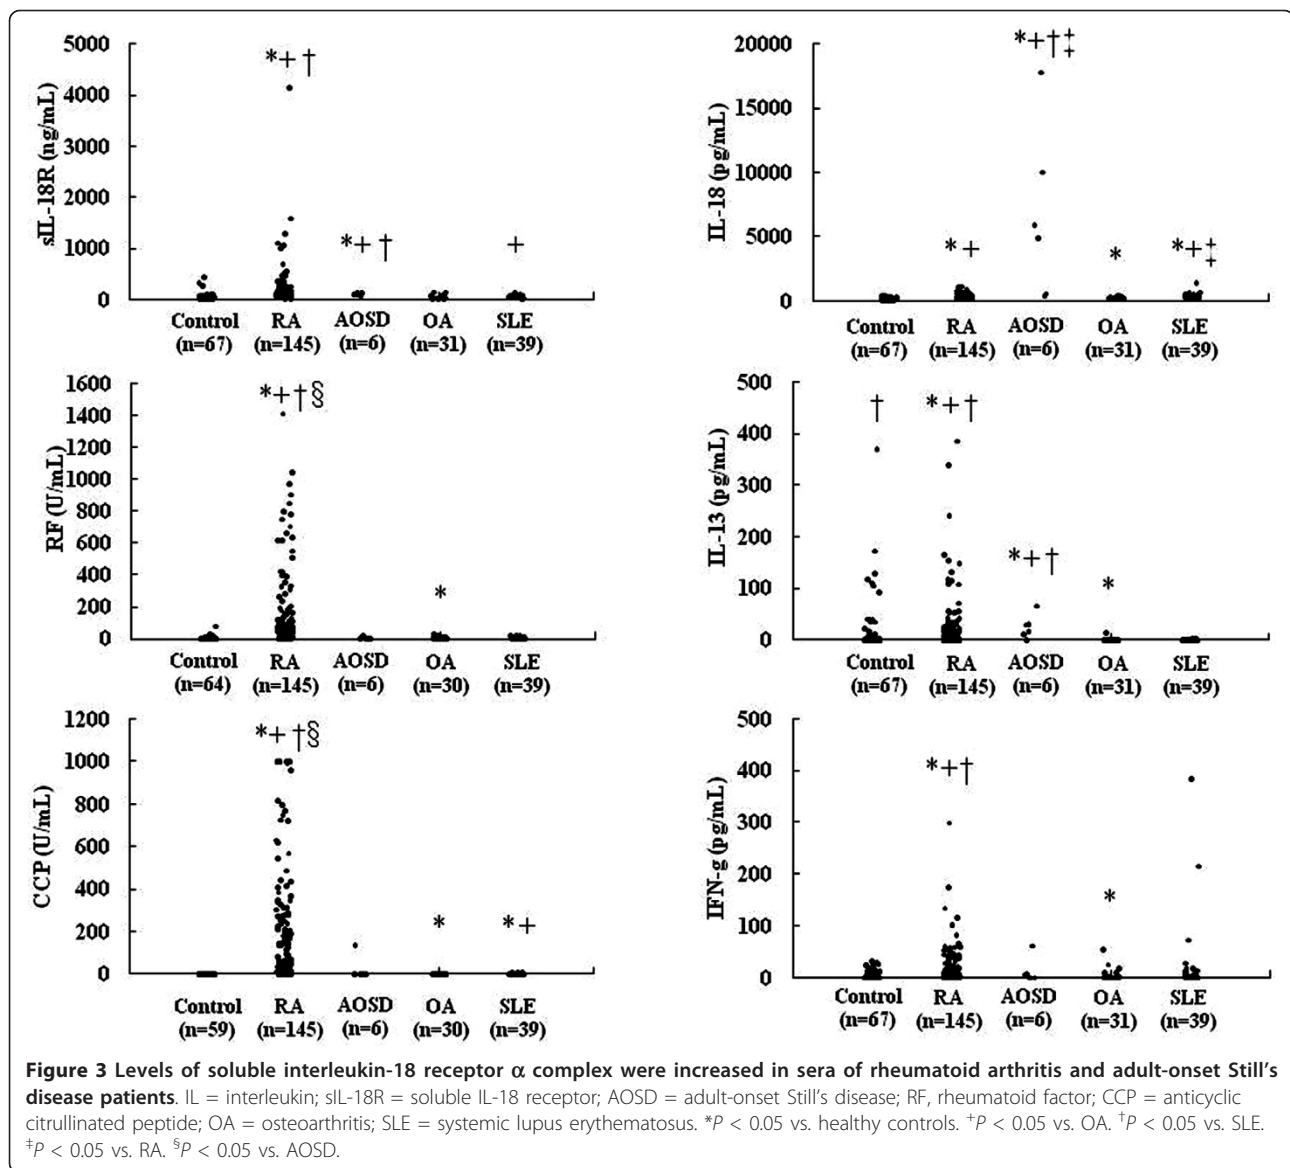 5000
4000
3000
2000
1000
0
sIL-18R (ng/mL)
*+†
*+†
+
Control RA AOSD OA SLE
(n=67) (n=145) (n=6) (n=31) (n=39)
20000
15000
10000
5000
0
IL-18 (pg/mL)
*+
*+†‡
*
*+‡
Control RA AOSD OA SLE
(n=67) (n=145) (n=6) (n=31) (n=39)
1600
1400
1200
1000
800
600
400
200
0
RF (U/mL)
*+†§
*
Control RA AOSD OA SLE
(n=64) (n=145) (n=6) (n=30) (n=39)
500
400
300
200
100
0
IL-13 (pg/mL)
†
*+†
*+†
*
Control RA AOSD OA SLE
(n=67) (n=145) (n=6) (n=31) (n=39)
1200
1000
800
600
400
200
0
CCP (U/mL)
*+†§
*
*+
Control RA AOSD OA SLE
(n=59) (n=145) (n=6) (n=30) (n=39)
500
400
300
200
100
0
IFN-g (pg/mL)
*+†
*
Control RA AOSD OA SLE
(n=67) (n=145) (n=6) (n=31) (n=39)
Figure 3 Levels of soluble interleukin-18 receptor α complex were increased in sera of rheumatoid arthritis and adult-onset Still's
disease patients. IL = interleukin; sIL-18R = soluble IL-18 receptor; AOSD = adult-onset Still's disease; RF, rheumatoid factor; CCP = anticyclic
citrullinated peptide; OA = osteoarthritis; SLE = systemic lupus erythematosus. *P < 0.05 vs. healthy controls. +P < 0.05 vs. OA. †P < 0.05 vs. SLE.
‡P < 0.05 vs. RA. §P < 0.05 vs. AOSD.